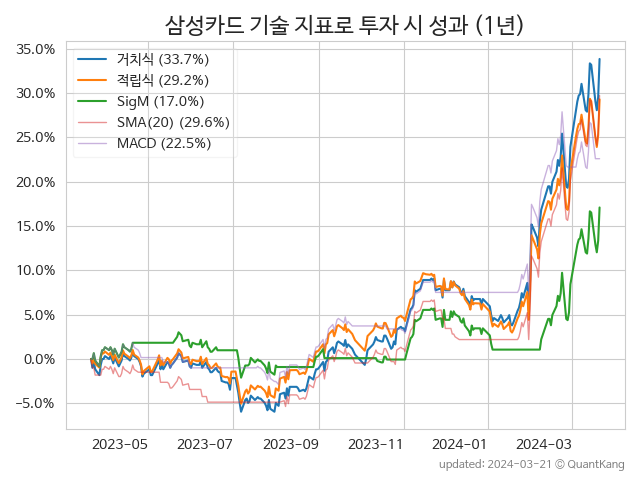 삼성카드 기술 지표로 투자 시 성과 (1년)
35.0%
30.0%
25.0%
20.0%
15.0%
10.0%
5.0%
0.0%
−5.0%
거치식 (33.7%)
적립식 (29.2%)
SigM (17.0%)
SMA(20) (29.6%)
MACD (22.5%)
2023-05 2023-07 2023-09 2023-11 2024-01 2024-03
updated: 2024-03-21 © QuantKang